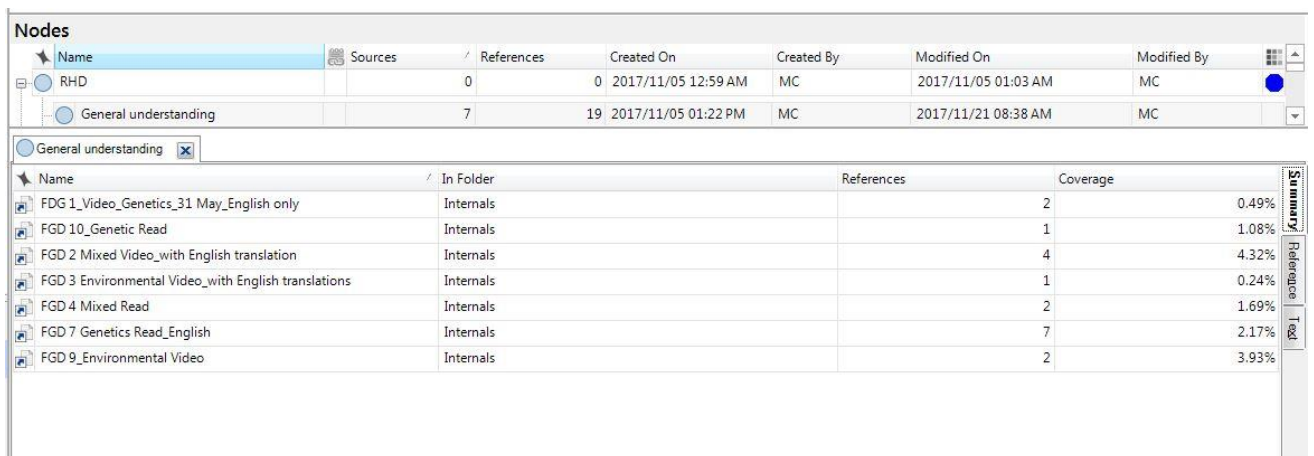 Nodes
Name Sources References Created On Created By Modified On Modified By
RHD 0 0 2017/11/05 12:59 AM MC 2017/11/05 01:03 AM MC
General understanding 7 19 2017/11/05 01:22 PM MC 2017/11/21 08:38 AM MC
General understanding
Name In Folder References Coverage
FDG 1_Video_Genetics_31 May_English only Internals 2 0.49%
FGD 10_Genetic Read Internals 1 1.08%
FGD 2 Mixed Video_with English translation Internals 4 4.32%
FGD 3 Environmental Video_with English translations Internals 1 0.24%
FGD 4 Mixed Read Internals 2 1.69%
FGD 7 Genetics Read_English Internals 7 2.17%
FGD 9_Environmental Video Internals 2 3.93%
Summary
Reference
Text